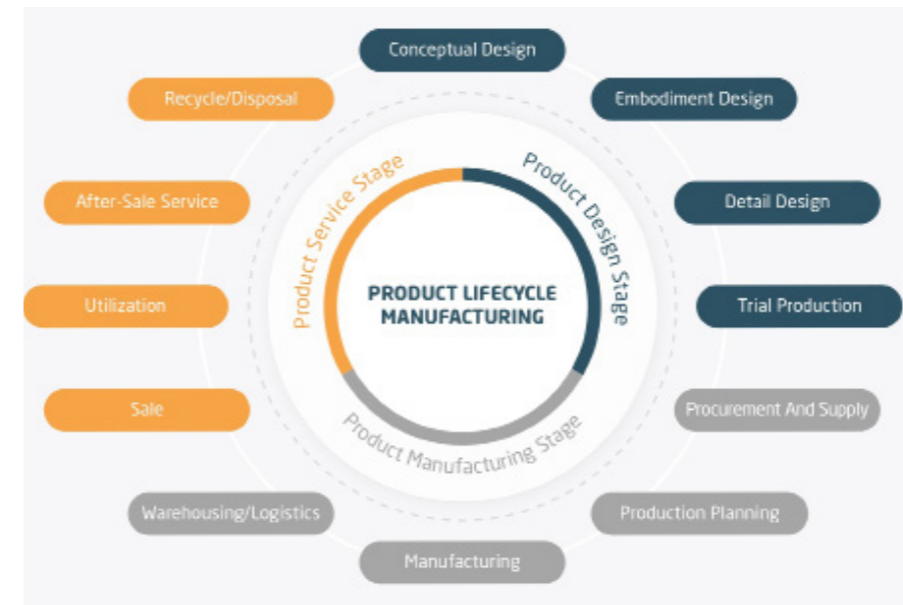 Conceptual Design
Embodiment Design
Detail Design
Trial Production
Procurement And Supply
Production Planning
Manufacturing
Warehousing/Logistics
Sale
Utilization
After-Sale Service
Recycle/Disposal
Product Service Stage
Product Design Stage
Product Manufacturing Stage
PRODUCT LIFECYCLE
MANUFACTURING